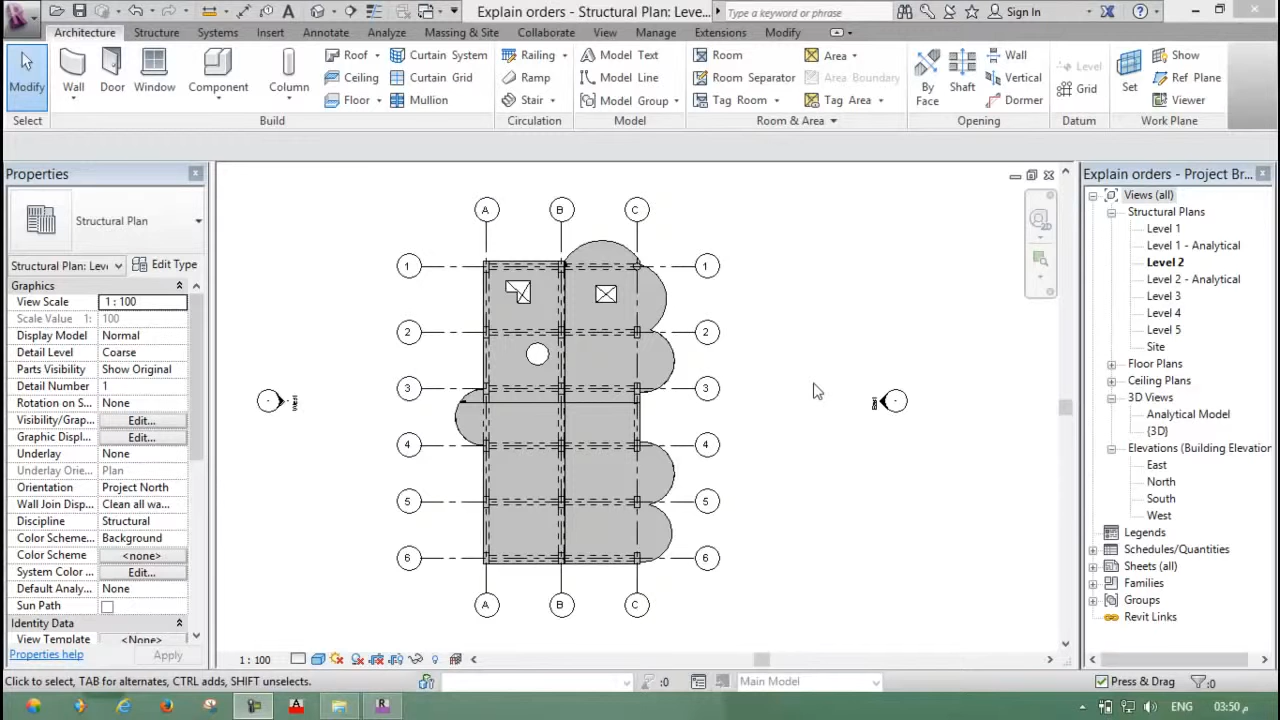 Explain orders - Structural Plan: Leve...
Type a keyword or phrase
Sign In
Architecture Structure Systems Insert Annotate Analyze Massing & Site Collaborate View Manage Extensions Modify
Modify
Wall
Door
Window
Component
Column
Roof
Ceiling
Floor
Curtain System
Curtain Grid
Mullion
Railing
Ramp
Stair
Model Text
Model Line
Model Group
Room
Room Separator
Tag Room
Area
Area Boundary
Tag Area
By Face
Shaft
Wall
Vertical
Dormer
Level
Grid
Set
Show
Ref Plane
Viewer
Select Build Circulation Model Room & Area Opening Datum Work Plane
Properties
Structural Plan
Structural Plan: Leve
Edit Type
Graphics
View Scale 1 : 100
Scale Value 1: 100
Display Model Normal
Detail Level Coarse
Parts Visibility Show Original
Detail Number 1
Rotation on S... None
Visibility/Grap... Edit...
Graphic Displ... Edit...
Underlay None
Underlay Orie... Plan
Orientation Project North
Wall Join Disp... Clean all wa...
Discipline Structural
Color Scheme... Background
Color Scheme <none>
System Color ... Edit...
Default Analy... None
Sun Path
Identity Data
View Template <None>
Properties help
Apply
A B C
1 1
2 2
3 3
West
East
4 4
5 5
6 6
A B C
2D
Explain orders - Project Br...
Views (all)
Structural Plans
Level 1
Level 1 - Analytical
Level 2
Level 2 - Analytical
Level 3
Level 4
Level 5
Site
Floor Plans
Ceiling Plans
3D Views
Analytical Model
{3D}
Elevations (Building Elevation
East
North
South
West
Legends
Schedules/Quantities
Sheets (all)
Families
Groups
Revit Links
1 : 100
Click to select, TAB for alternates, CTRL adds, SHIFT unselects.
:0
Main Model
Press & Drag
:0
ENG
03:50 م